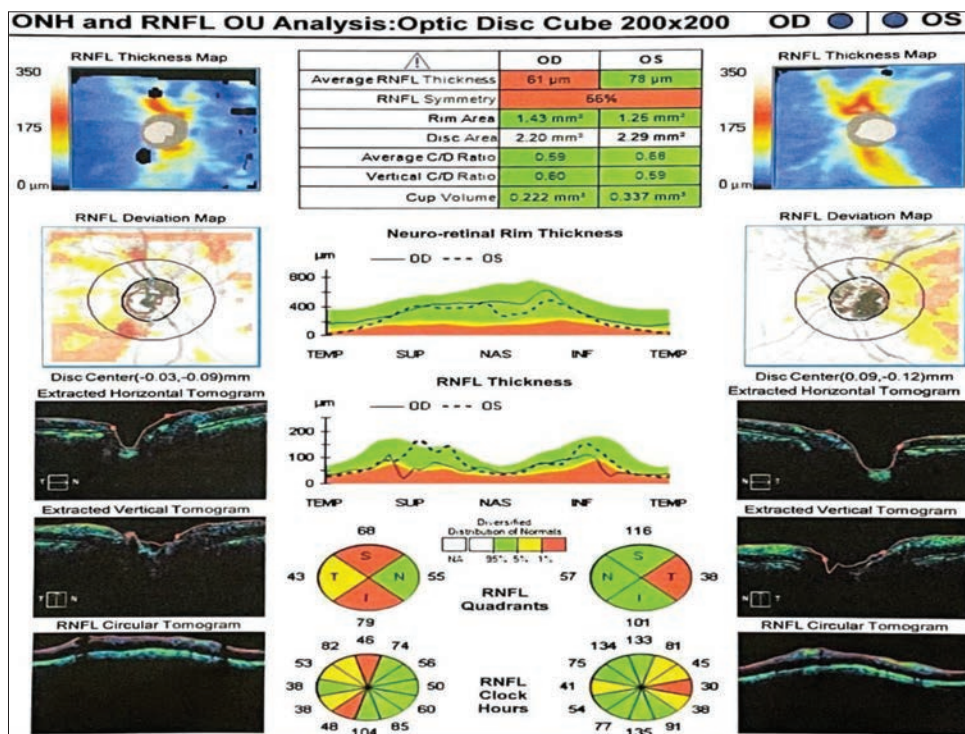 ONH and RNFL OU Analysis:Optic Disc Cube 200x200 OD OS
RNFL Thickness Map
350
175
0 µm
OD OS
Average RNFL Thickness 61 µm 78 µm
RNFL Symmetry 66%
Rim Area 1.43 mm² 1.25 mm²
Disc Area 2.20 mm² 2.29 mm²
Average C/D Ratio 0.59
Vertical C/D Ratio 0.60 0.59
Cup Volume 0.222 mm³ 0.337 mm³
RNFL Thickness Map
350
175
0 µm
RNFL Deviation Map
Disc Center(-0.03,-0.09)mm
Neuro-retinal Rim Thickness
µm OD OS
800
400
0
TEMP SUP NAS INF TEMP
RNFL Deviation Map
Disc Center(0.09,-0.12)mm
Extracted Horizontal Tomogram
T N
RNFL Thickness
µm OD OS
200
100
0
TEMP SUP NAS INF TEMP
Extracted Horizontal Tomogram
T N
Extracted Vertical Tomogram
Diversified
Distribution of Normals
NA 95% 5% 1%
68
S
43 T N 55
I
79
RNFL
Quadrants
116
S
57 N T 38
I
101
Extracted Vertical Tomogram
RNFL Circular Tomogram
46
82 74
53 56
38 50
38 60
48 85
104
RNFL
Clock
Hours
133
134 81
75 45
41 30
54 38
77 91
135
RNFL Circular Tomogram